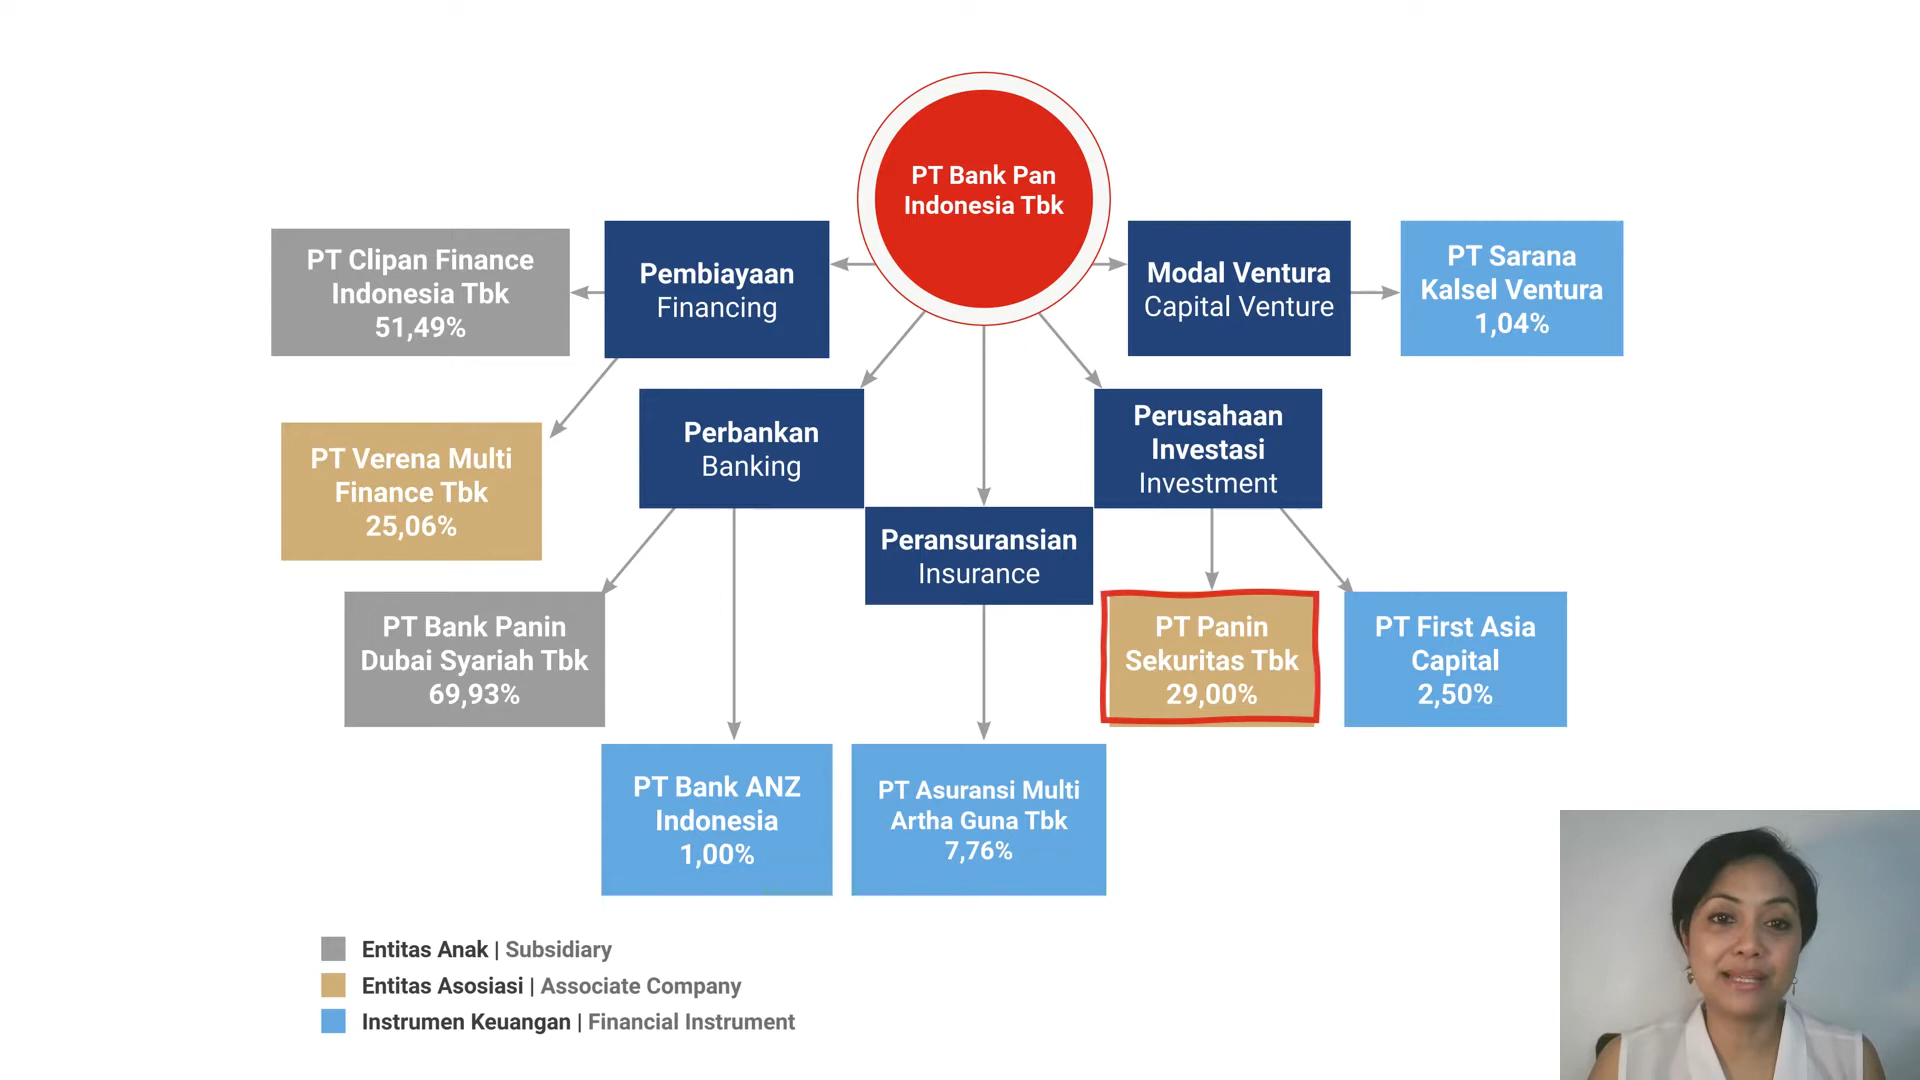 PT Bank Pan
Indonesia Tbk
PT Clipan Finance
Indonesia Tbk
51,49%
Pembiayaan
Financing
Modal Ventura
Capital Venture
PT Sarana
Kalsel Ventura
1,04%
PT Verena Multi
Finance Tbk
25,06%
Perbankan
Banking
Perusahaan
Investasi
Investment
Peransuransian
Insurance
PT Bank Panin
Dubai Syariah Tbk
69,93%
PT Panin
Sekuritas Tbk
29,00%
PT First Asia
Capital
2,50%
PT Bank ANZ
Indonesia
1,00%
PT Asuransi Multi
Artha Guna Tbk
7,76%
Entitas Anak | Subsidiary
Entitas Asosiasi | Associate Company
Instrumen Keuangan | Financial Instrument